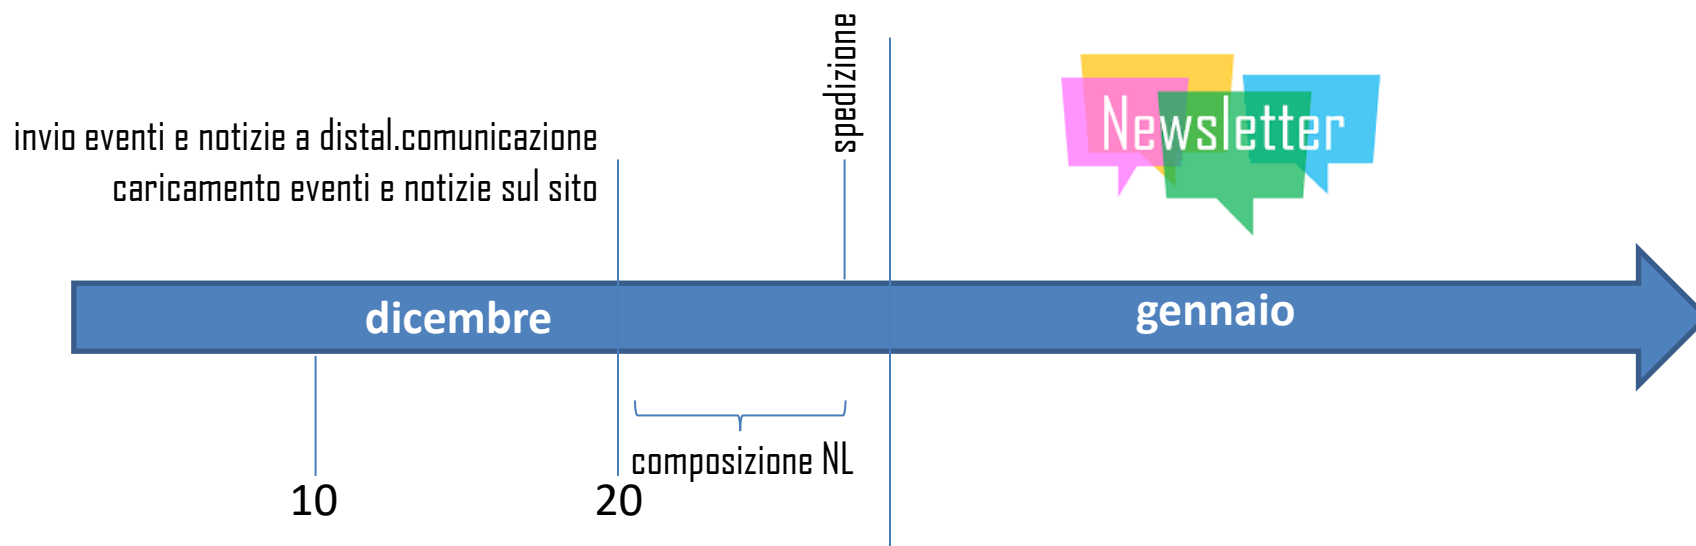 spedizione
Newsletter
invio eventi e notizie a distal.comunicazione
caricamento eventi e notizie sul sito
dicembre
gennaio
composizione NL
10
20